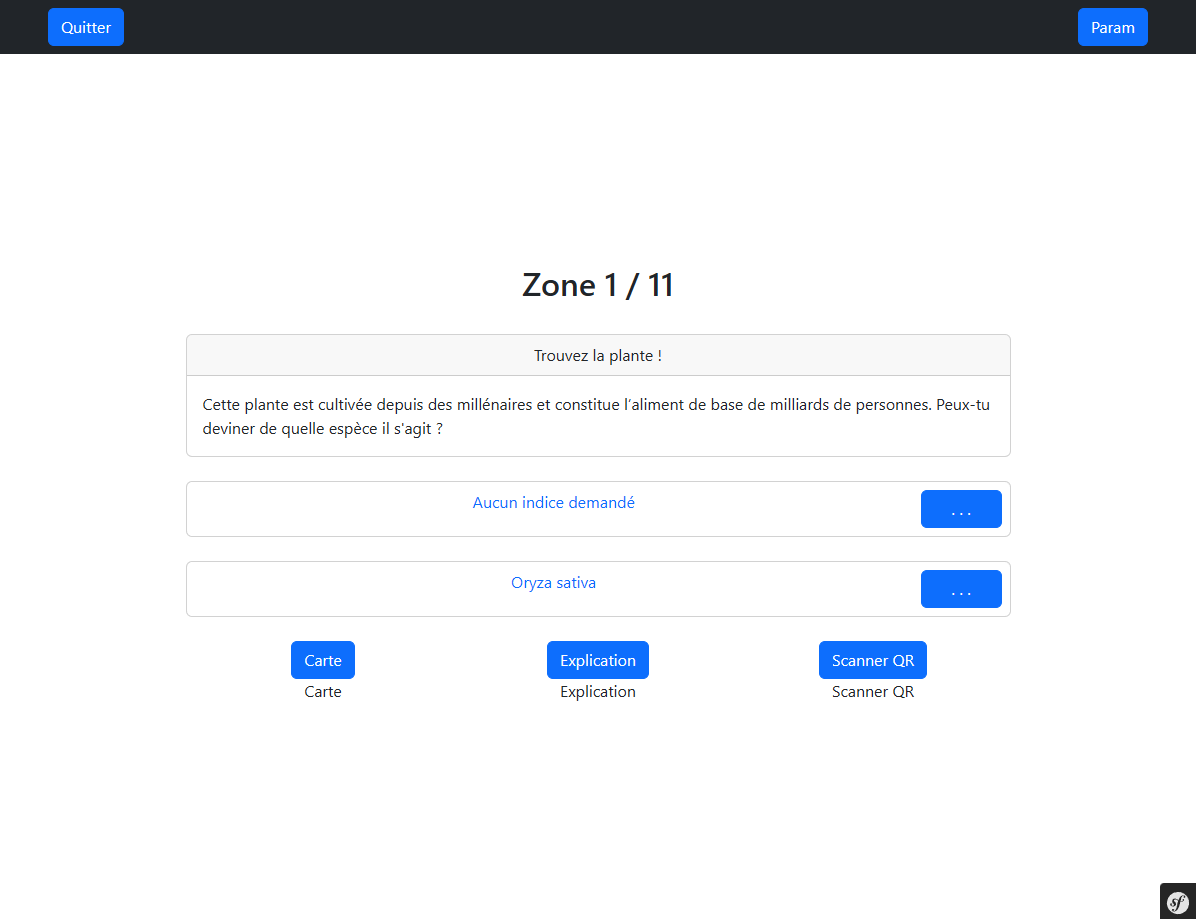 Quitter
Param
Zone 1 / 11
Trouvez la plante !
Cette plante est cultivée depuis des millénaires et constitue l'aliment de base de milliards de personnes. Peux-tu
deviner de quelle espèce il s'agit ?
Aucun indice demandé
. . .
Oryza sativa
. . .
Carte
Explication
Scanner QR
Carte
Explication
Scanner QR
sf